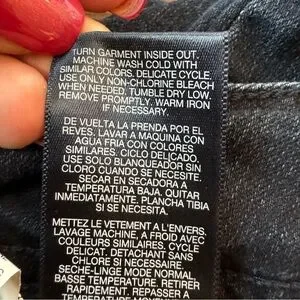 TURN GARMENT INSIDE OUT.
MACHINE WASH COLD WITH
SIMILAR COLORS. DELICATE CYCLE.
USE ONLY NON-CHLORINE BLEACH
WHEN NEEDED. TUMBLE DRY LOW.
REMOVE PROMPTLY. WARM IRON
IF NECESSARY.
DE VUELTA LA PRENDA POR EL
REVES. LAVAR A MAQUINA CON
AGUA FRIA CON COLORES
SIMILARES. CICLO DELICADO.
USE SOLO BLANQUEADOR SIN
CLORO CUANDO SE NECESITE
SECAR EN SECADORA A
TEMPERATURA BAJA. QUITAR
INMEDIATAMENTE. PLANCHA TIBIA
SI SE NECESITA.
METTEZ LE VETEMENT A L'ENVERS.
LAVAGE MACHINE, A FROID AVEC
COULEURS SIMILAIRES. CYCLE
DELICAT. DETACHANT SANS
CHLORE SI NECESSAIRE
SECHE-LINGE MODE NORMAL,
BASSE TEMPERATURE. RETIRER
RAPIDEMENT. REPASSER A